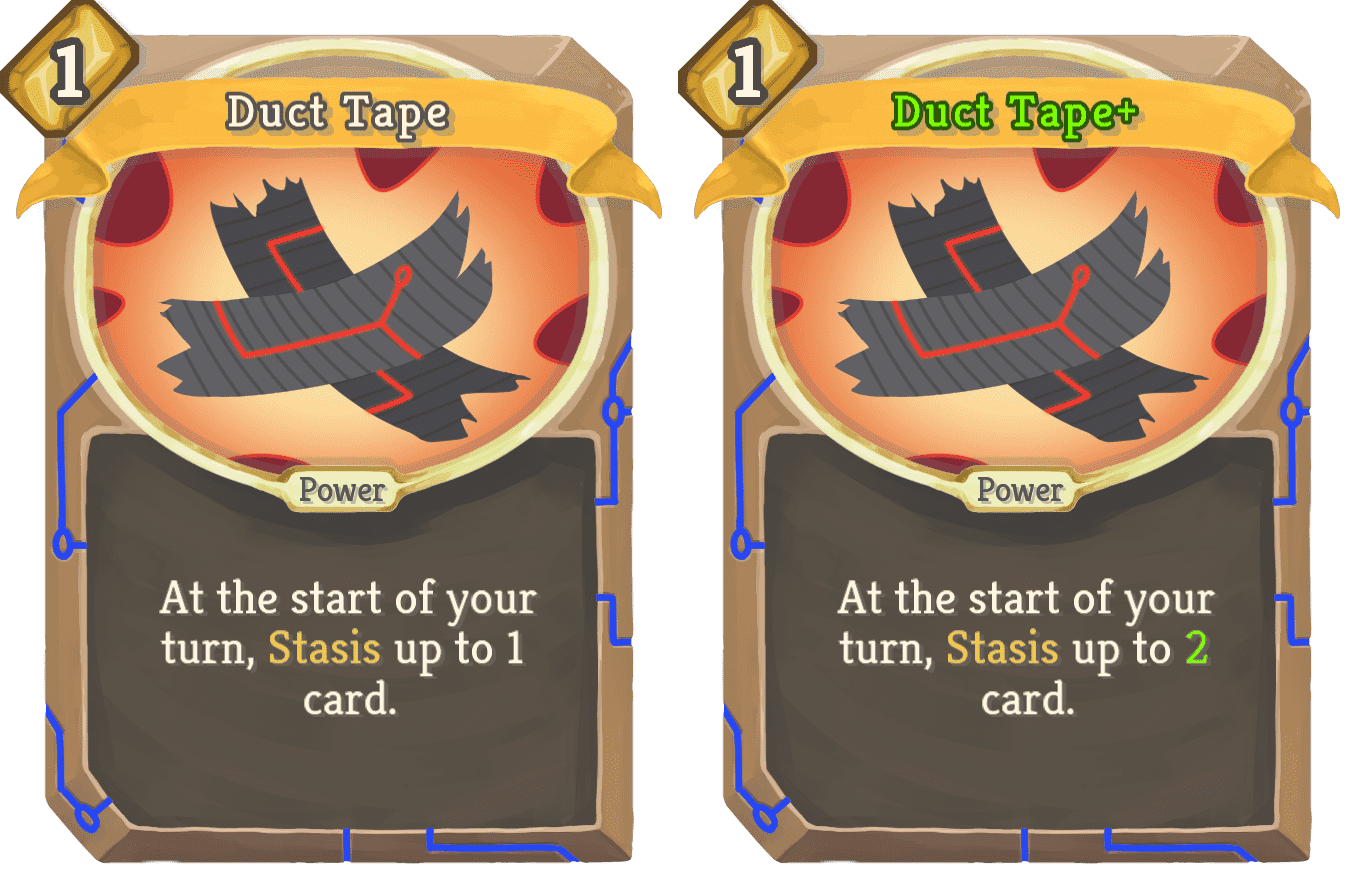 1
Duct Tape
Power
At the start of your
turn, Stasis up to 1
card.
1
Duct Tape+
Power
At the start of your
turn, Stasis up to 2
card.